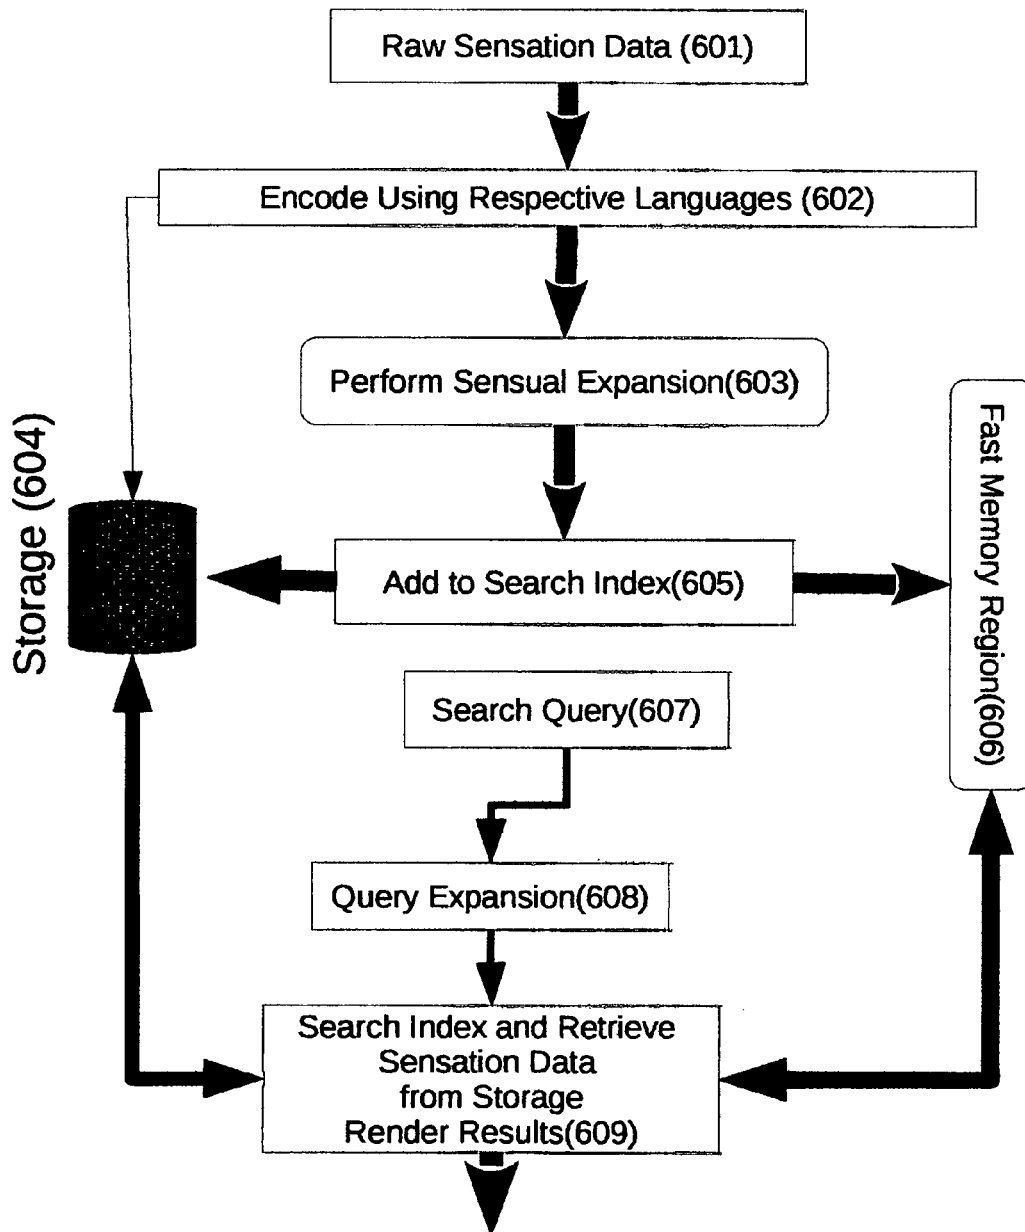 Raw Sensation Data (601)
Encode Using Respective Languages (602)
Perform Sensual Expansion(603)
Storage (604)
Add to Search Index(605)
Fast Memory Region(606)
Search Query(607)
Query Expansion(608)
Search Index and Retrieve
Sensation Data
from Storage
Render Results(609)